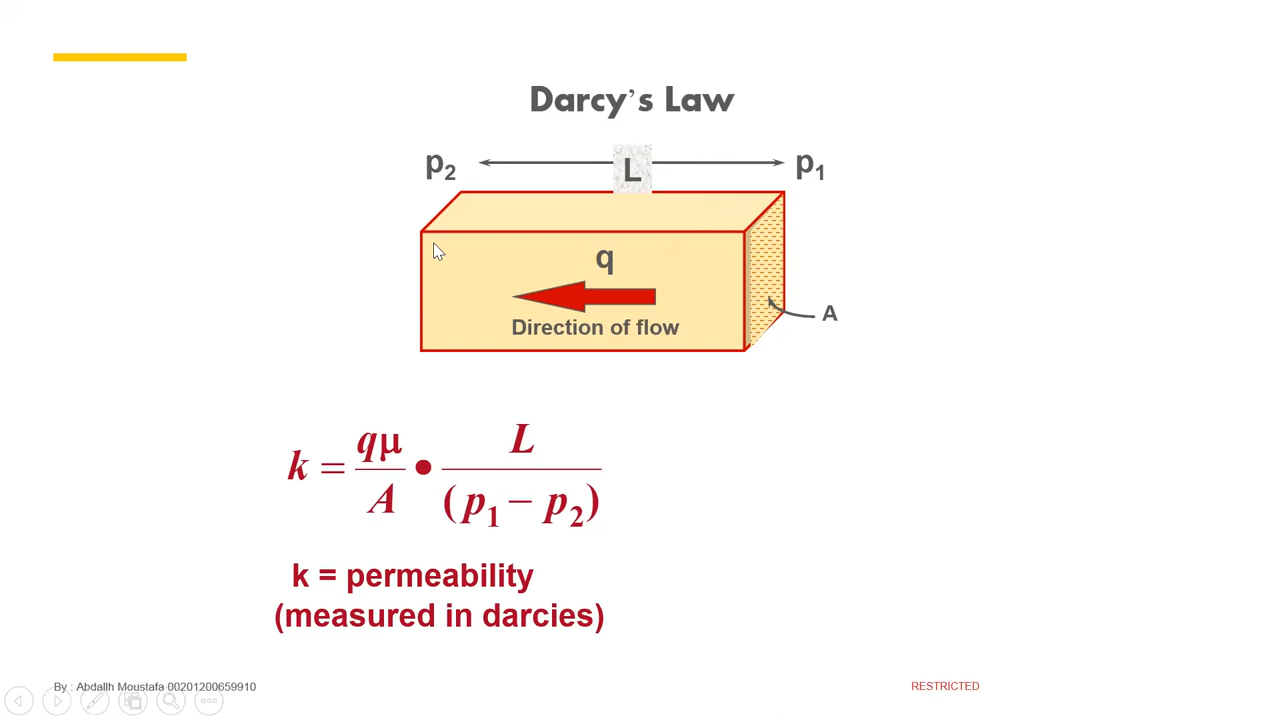 Darcy's Law
p2 L p1
q
Direction of flow
A
k = qμ/A • L/(p1 − p2)
k = permeability
(measured in darcies)
By : Abdallh Moustafa 00201200659910
RESTRICTED